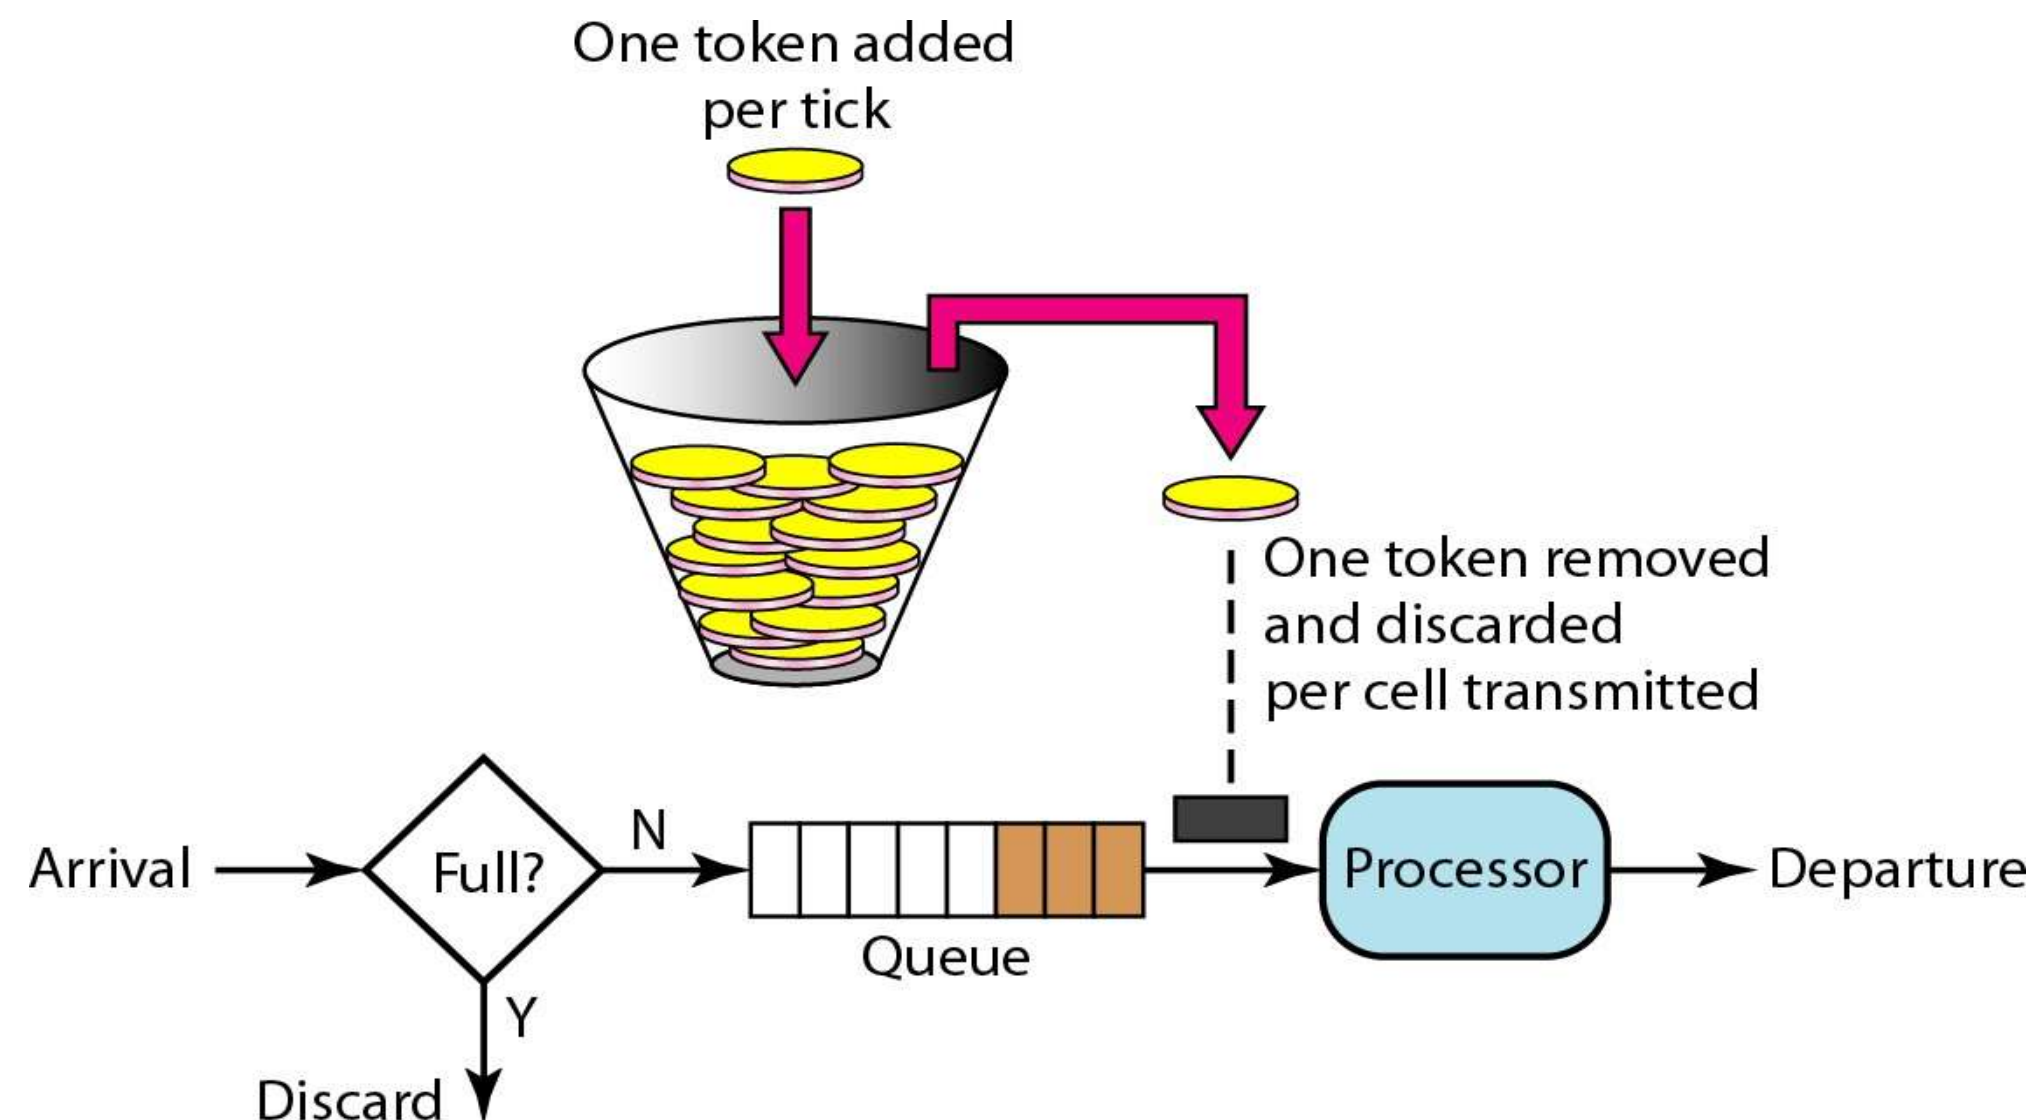 One token added
per tick
One token removed
and discarded
per cell transmitted
Arrival
Full?
N
Queue
Processor
Departure
Y
Discard